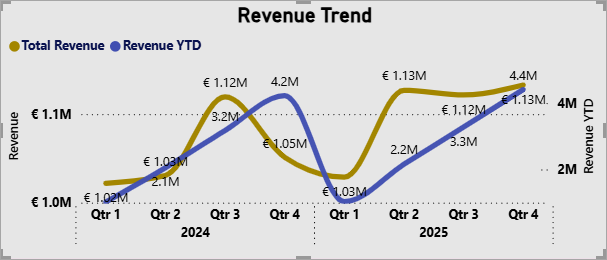 Revenue Trend
Total Revenue Revenue YTD
€ 1.12M 4.2M € 1.13M 4.4M
€ 1.1M 3.2M € 1.12M € 1.13M 4M
€ 1.03M € 1.05M 2.2M 3.3M
€ 1.02M 2.1M € 1.03M 2M
€ 1.0M
Revenue
Revenue YTD
Qtr 1 Qtr 2 Qtr 3 Qtr 4 Qtr 1 Qtr 2 Qtr 3 Qtr 4
2024 2025